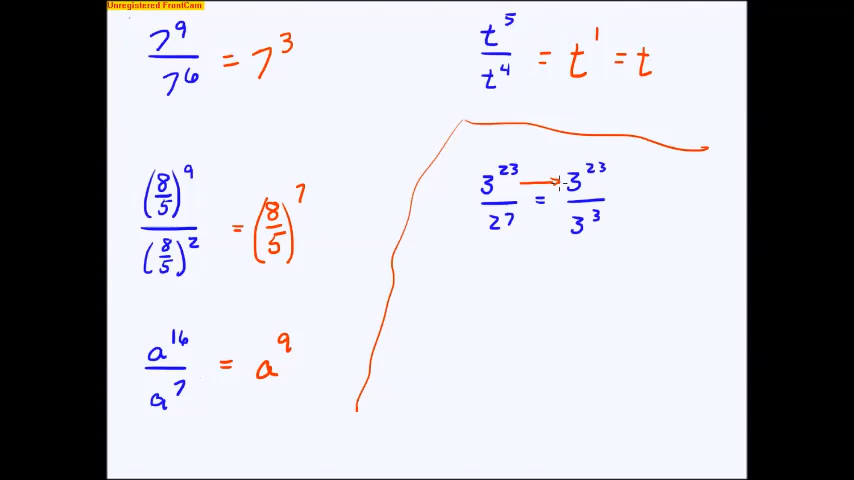 Unregistered FrontCam
7^9 / 7^6 = 7^3
t^5 / t^4 = t^1 = t
(8/5)^9 / (8/5)^2 = (8/5)^7
3^23 / 27 = 3^23 / 3^3
a^16 / a^7 = a^9